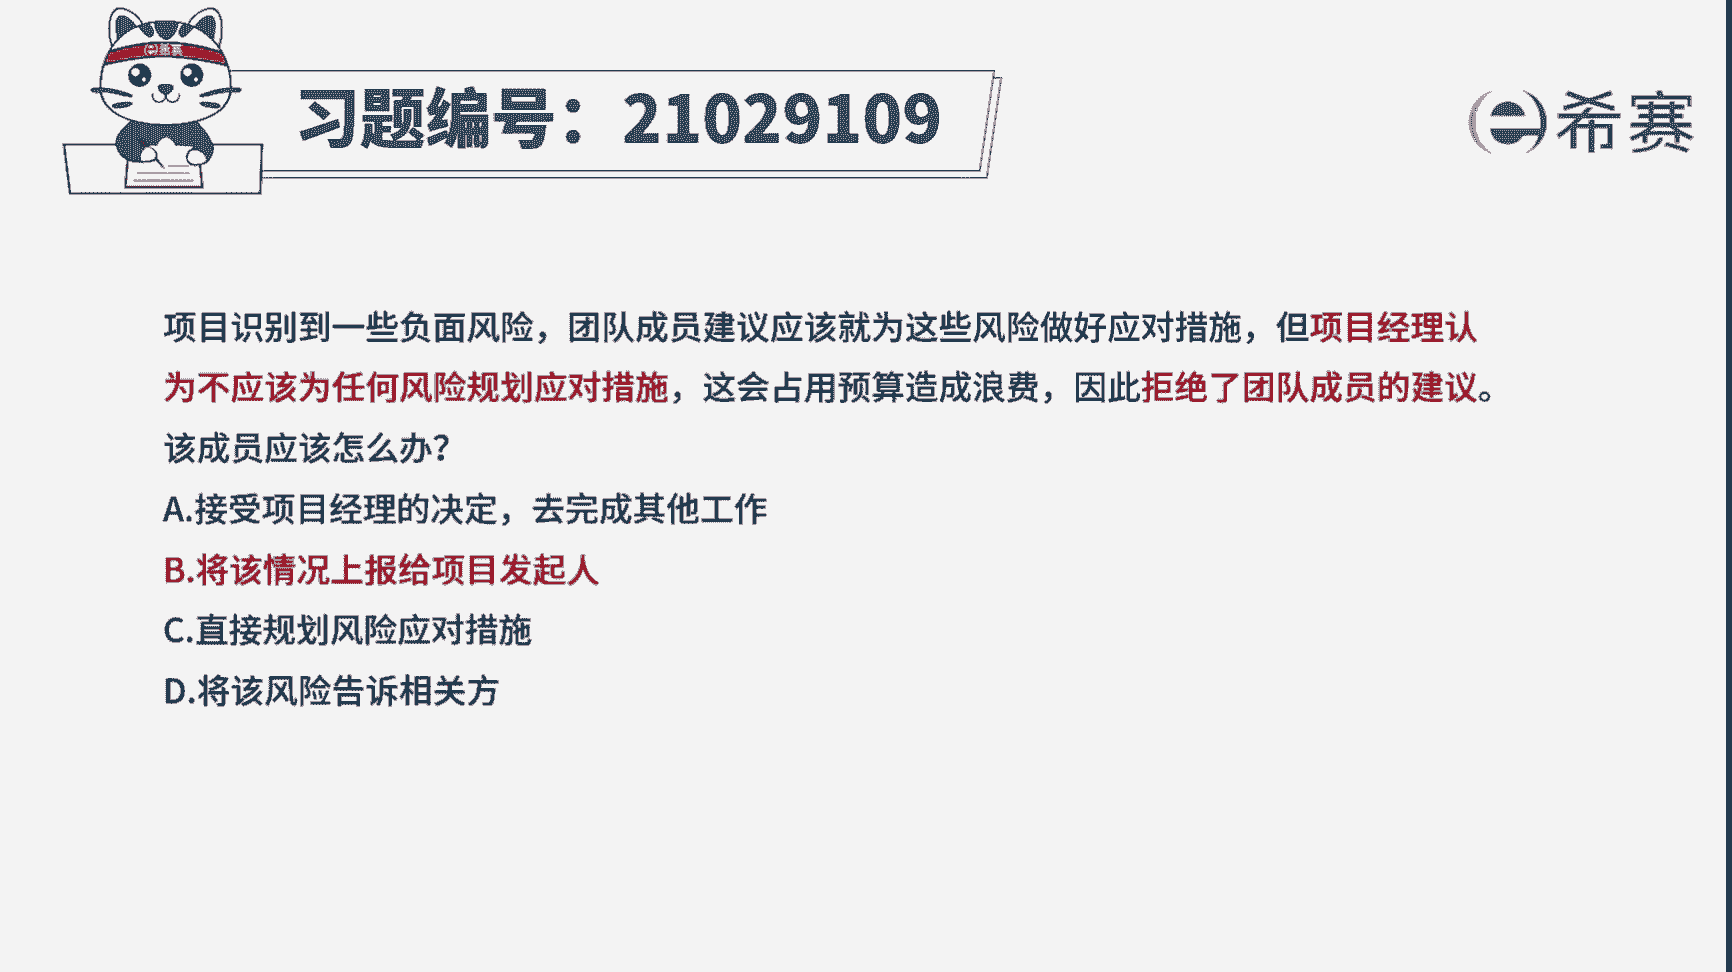 希赛
习题编号：21029109
希赛
项目识别到一些负面风险，团队成员建议应该就为这些风险做好应对措施，但项目经理认
为不应该为任何风险规划应对措施，这会占用预算造成浪费，因此拒绝了团队成员的建议。
该成员应该怎么办？
A.接受项目经理的决定，去完成其他工作
B.将该情况上报给项目发起人
C.直接规划风险应对措施
D.将该风险告诉相关方